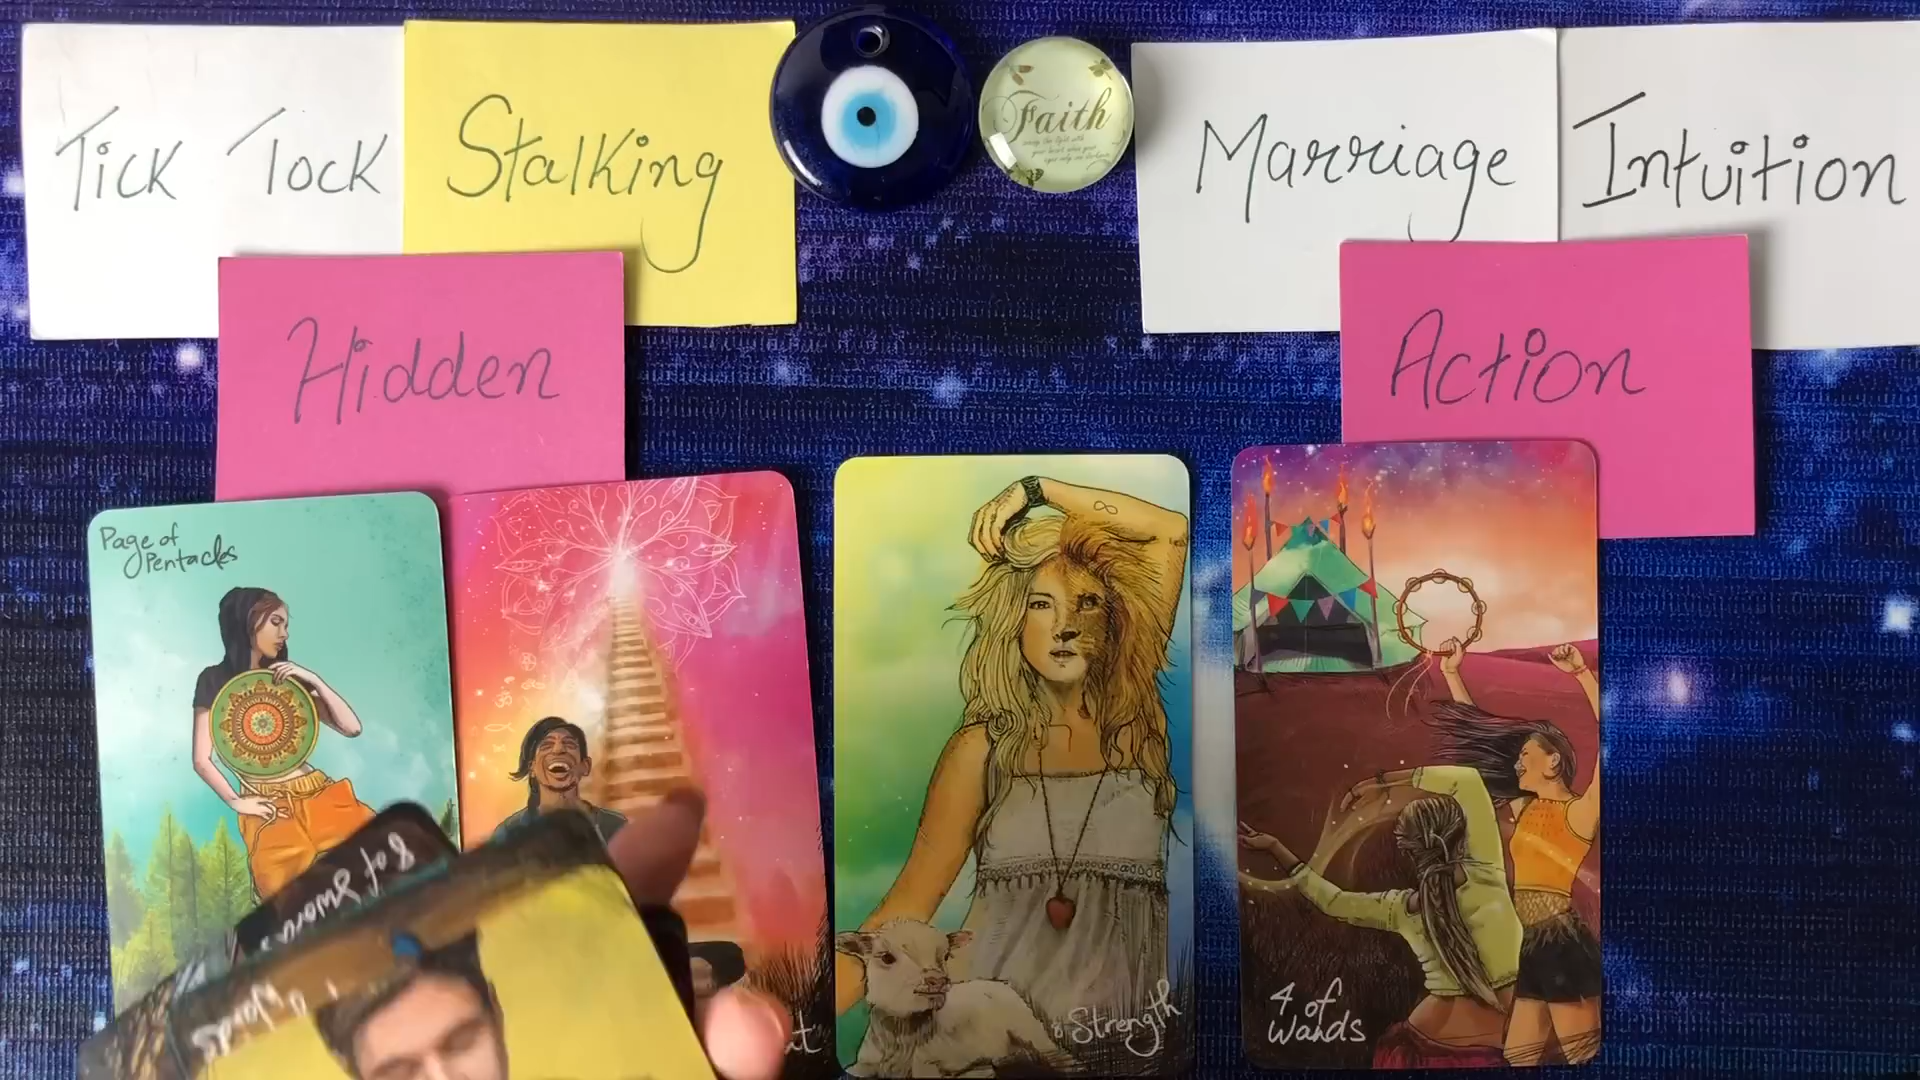 Tick Tock
Stalking
Faith
Marriage
Intuition
Hidden
Action
Page of
Pentacles
8 of Swords
8 Strength
4 of
Wands